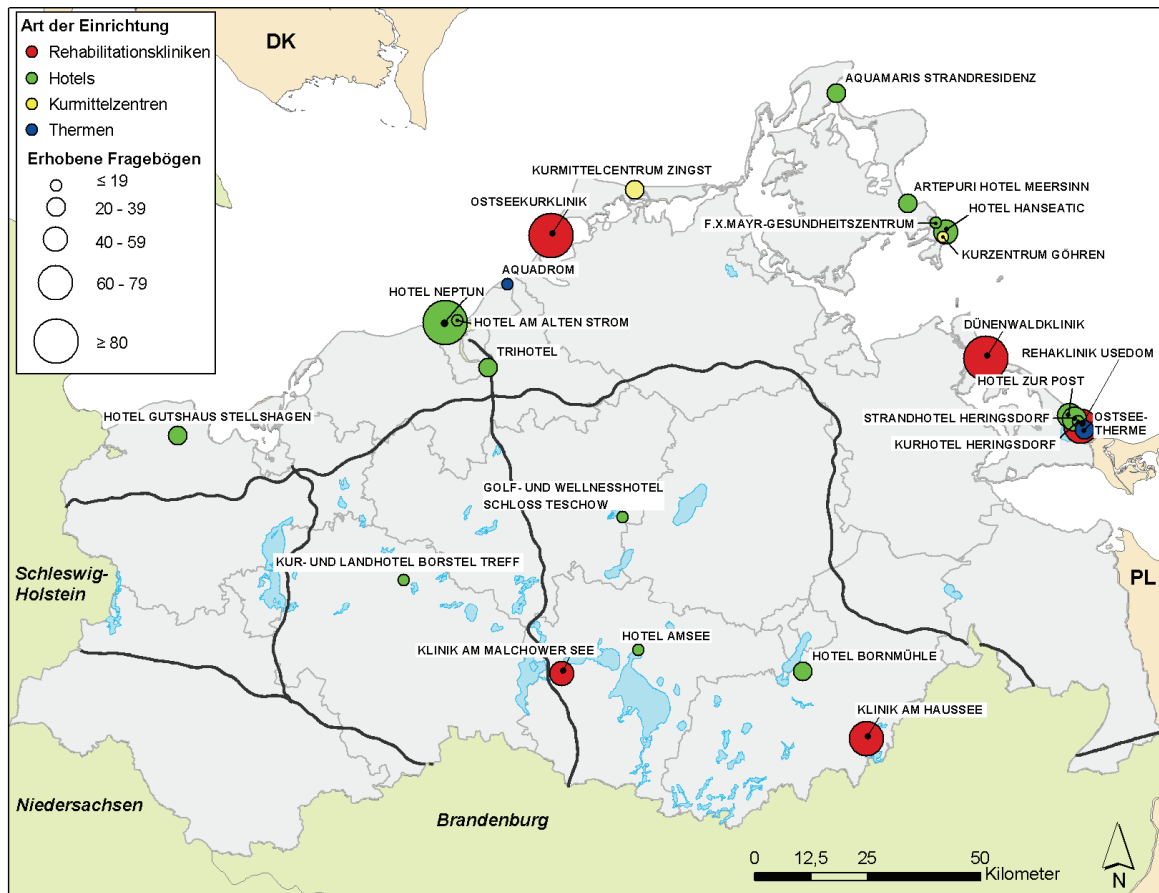 Art der Einrichtung
Rehabilitationskliniken
Hotels
Kurmittelzentren
Thermen
Erhobene Fragebögen
≤ 19
20 - 39
40 - 59
60 - 79
≥ 80
DK
AQUAMARIS STRANDRESIDENZ
KURMITTELCENTRUM ZINGST
OSTSEEKURKLINIK
ARTEPURI HOTEL MEERSINN
HOTEL HANSEATIC
F.X.MAYR-GESUNDHEITSZENTRUM
KURZENTRUM GÖHREN
AQUADROM
HOTEL NEPTUN
HOTEL AM ALTEN STROM
TRIHOTEL
DÜNENWALDKLINIK
REHAKLINIK USEDOM
HOTEL ZUR POST
STRANDHOTEL HERINGSDORF
OSTSEE-
THERME
KURHOTEL HERINGSDORF
HOTEL GUTSHAUS STELLSHAGEN
GOLF- UND WELLNESSHOTEL
SCHLOSS TESCHOW
KUR- UND LANDHOTEL BORSTEL TREFF
Schleswig-
Holstein
PL
HOTEL AMSEE
KLINIK AM MALCHOWER SEE
HOTEL BORNMÜHLE
KLINIK AM HAUSSEE
Niedersachsen
Brandenburg
0 12,5 25 50
Kilometer
N